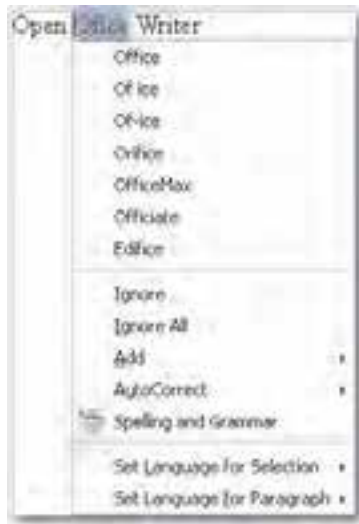 Open Writer
Office
Of ice
Of-ice
Orifice
OfficeMax
Officiate
Edifice
Ignore
Ignore All
Add
AutoCorrect
Spelling and Grammar
Set Language for Selection
Set Language for Paragraph